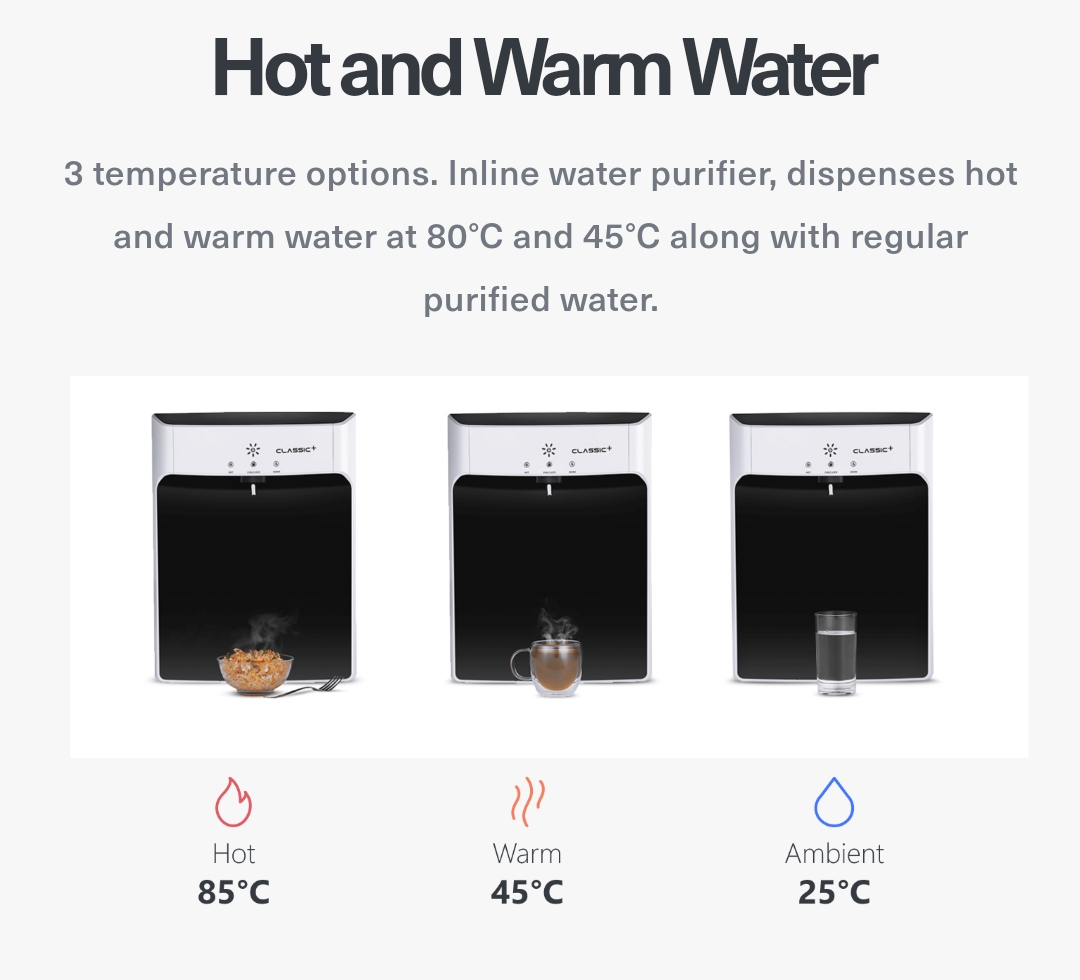 Hot and Warm Water
3 temperature options. Inline water purifier, dispenses hot
and warm water at 80°C and 45°C along with regular
purified water.
CLASSIC+ CLASSIC+ CLASSIC+
Hot Warm Ambient
85°C 45°C 25°C